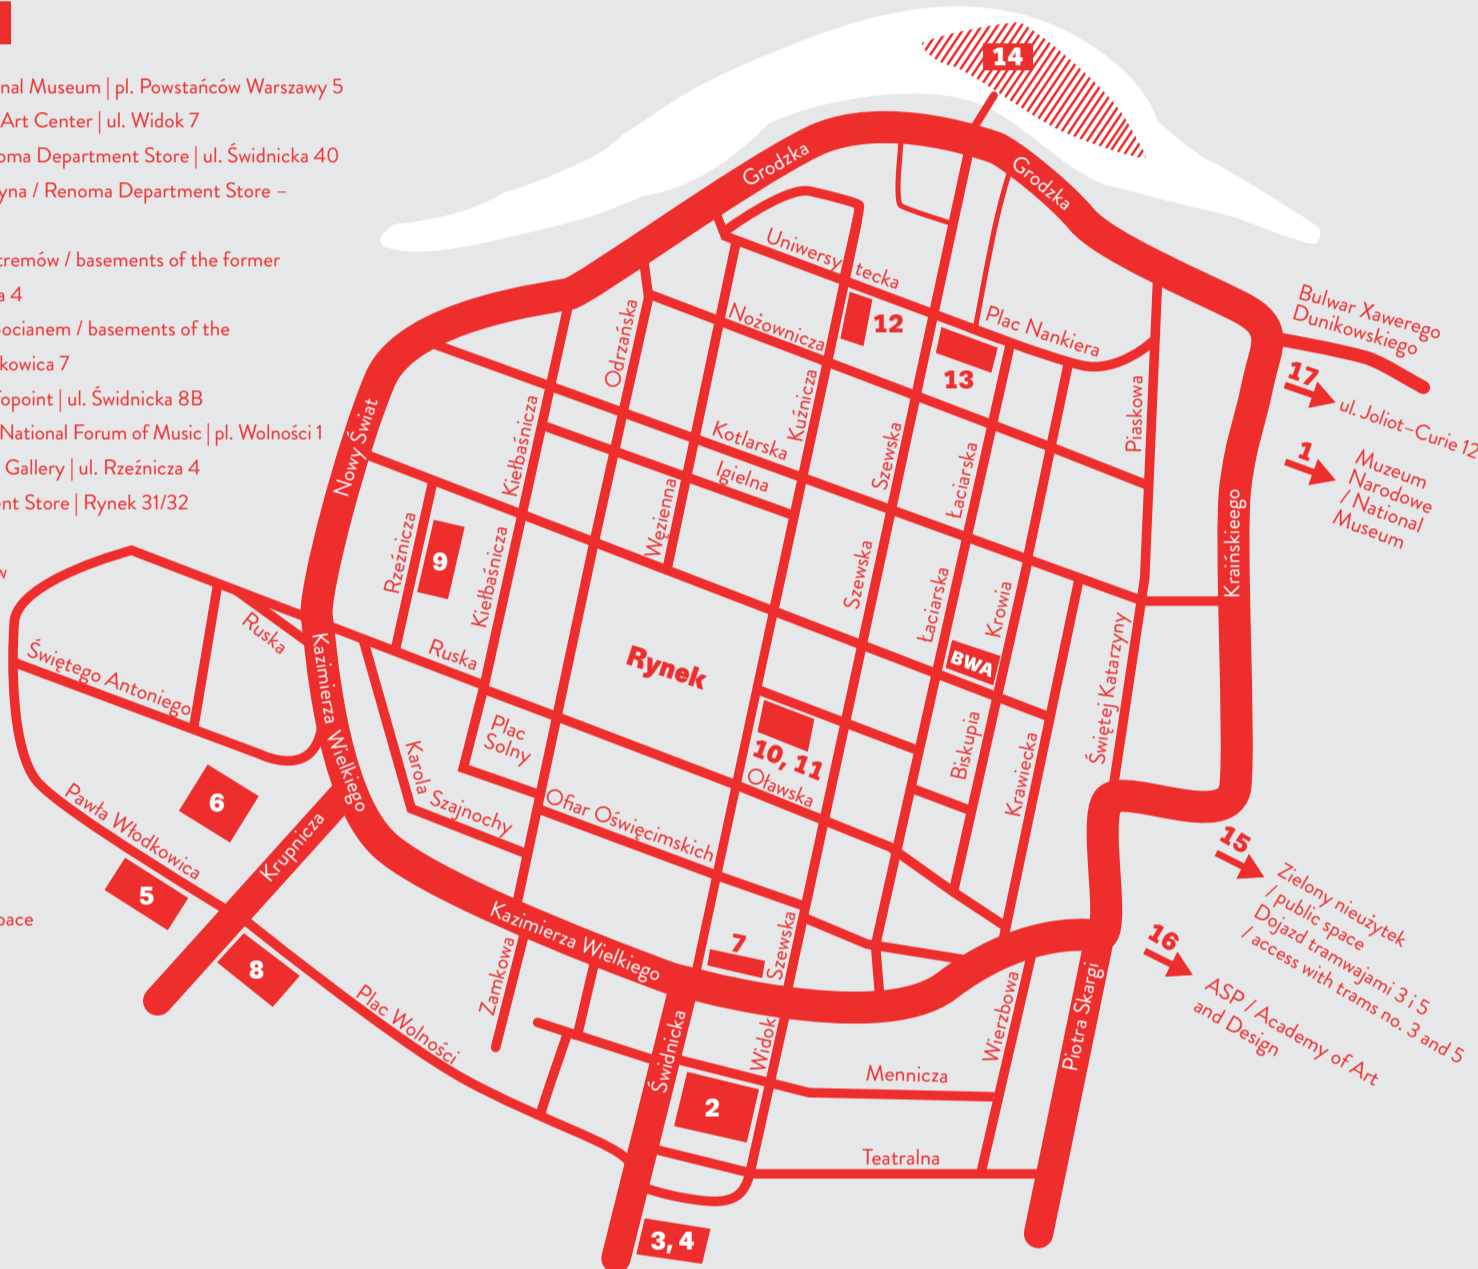 nal Museum | pl. Powstańców Warszawy 5
Art Center | ul. Widok 7
oma Department Store | ul. Świdnicka 40
yna / Renoma Department Store –
tremów / basements of the former
a 4
ocianem / basements of the
kowica 7
fopoint | ul. Świdnicka 8B
National Forum of Music | pl. Wolności 1
Gallery | ul. Rzeźnicza 4
nt Store | Rynek 31/32
w
pace
14
Grodzka
Grodzka
Uniwersytecka
Nożownicza
12
Plac Nankiera
13
Odrzańska
Kuźnicza
Piaskowa
Bulwar Xawerego
Dunikowskiego
17
ul. Joliot–Curie 12
1
Muzeum
Narodowe
/ National
Museum
Nowy Świat
Kiełbaśnicza
Kotlarska
Igielna
Szewska
Łaciarska
Węzienna
Kraińskieego
Rzeźnicza
9
Kiełbaśnicza
Szewska
Łaciarska
Krowia
Ruska
Ruska
Rynek
BWA
Świętej Katarzyny
Świętego Antoniego
Kazimierza Wielkiego
Plac
Solny
10, 11
Oławska
Biskupia
Krawiecka
Karola Szajnochy
Ofiar Oświęcimskich
6
Pawła Włodkowica
Krupnicza
5
15
Zielony nieużytek
/ public space
Dojazd tramwajami 3 i 5
/ access with trams no. 3 and 5
Kazimierza Wielkiego
7
Szewska
16
ASP / Academy of Art
and Design
8
Zamkowa
Plac Wolności
Świdnicka
Widok
Wierzbowa
Piotra Skargi
Mennicza
2
Teatralna
3, 4